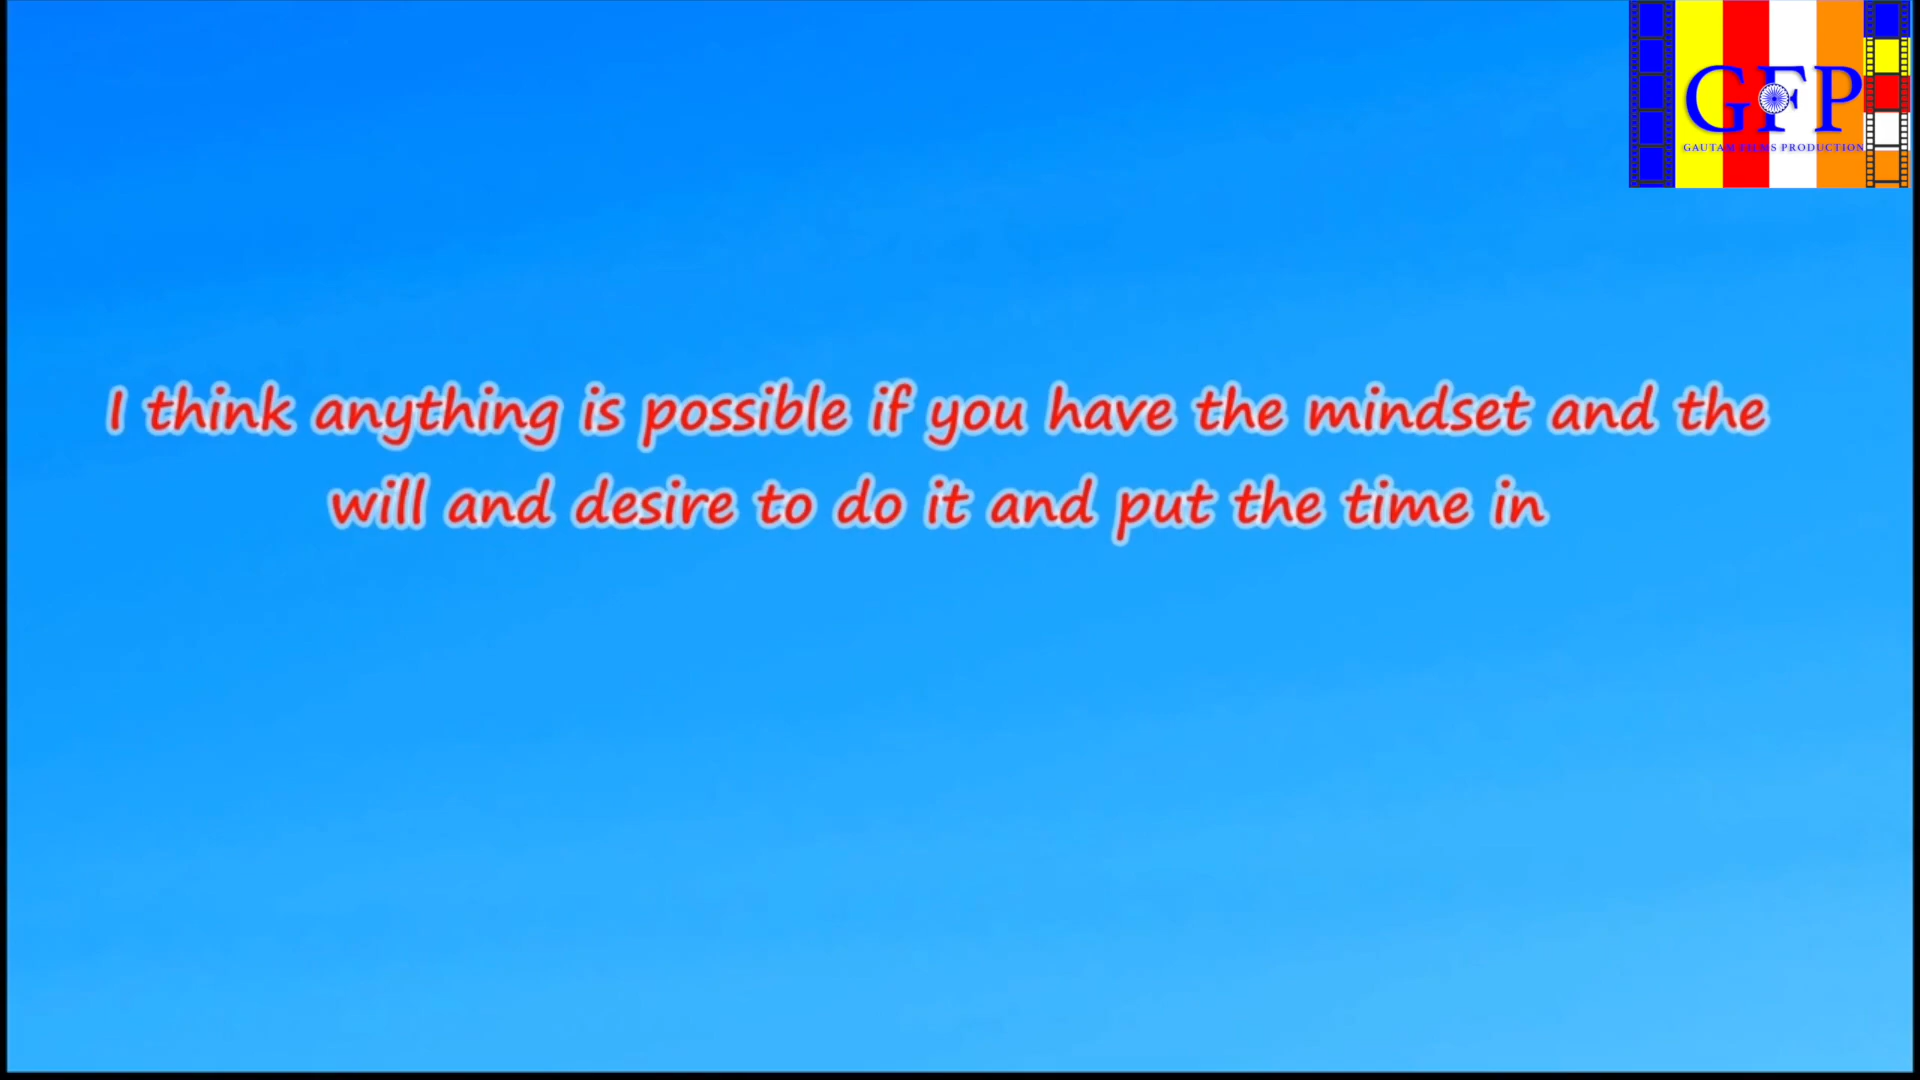 GFP
GAUTAM FILMS PRODUCTION
I think anything is possible if you have the mindset and the
will and desire to do it and put the time in